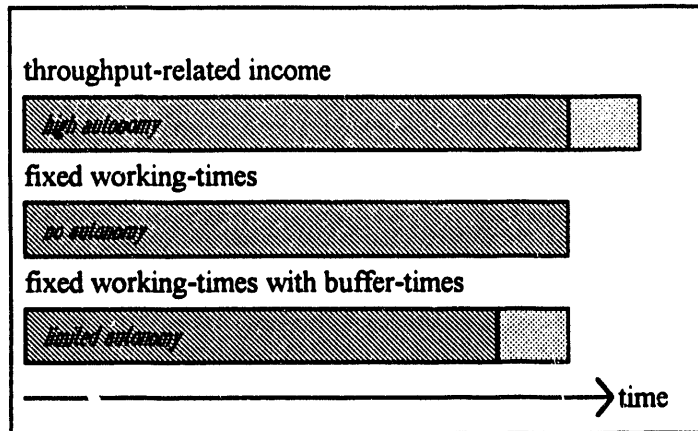 throughput-related income
high autonomy
fixed working-times
no autonomy
fixed working-times with buffer-times
limited autonomy
time